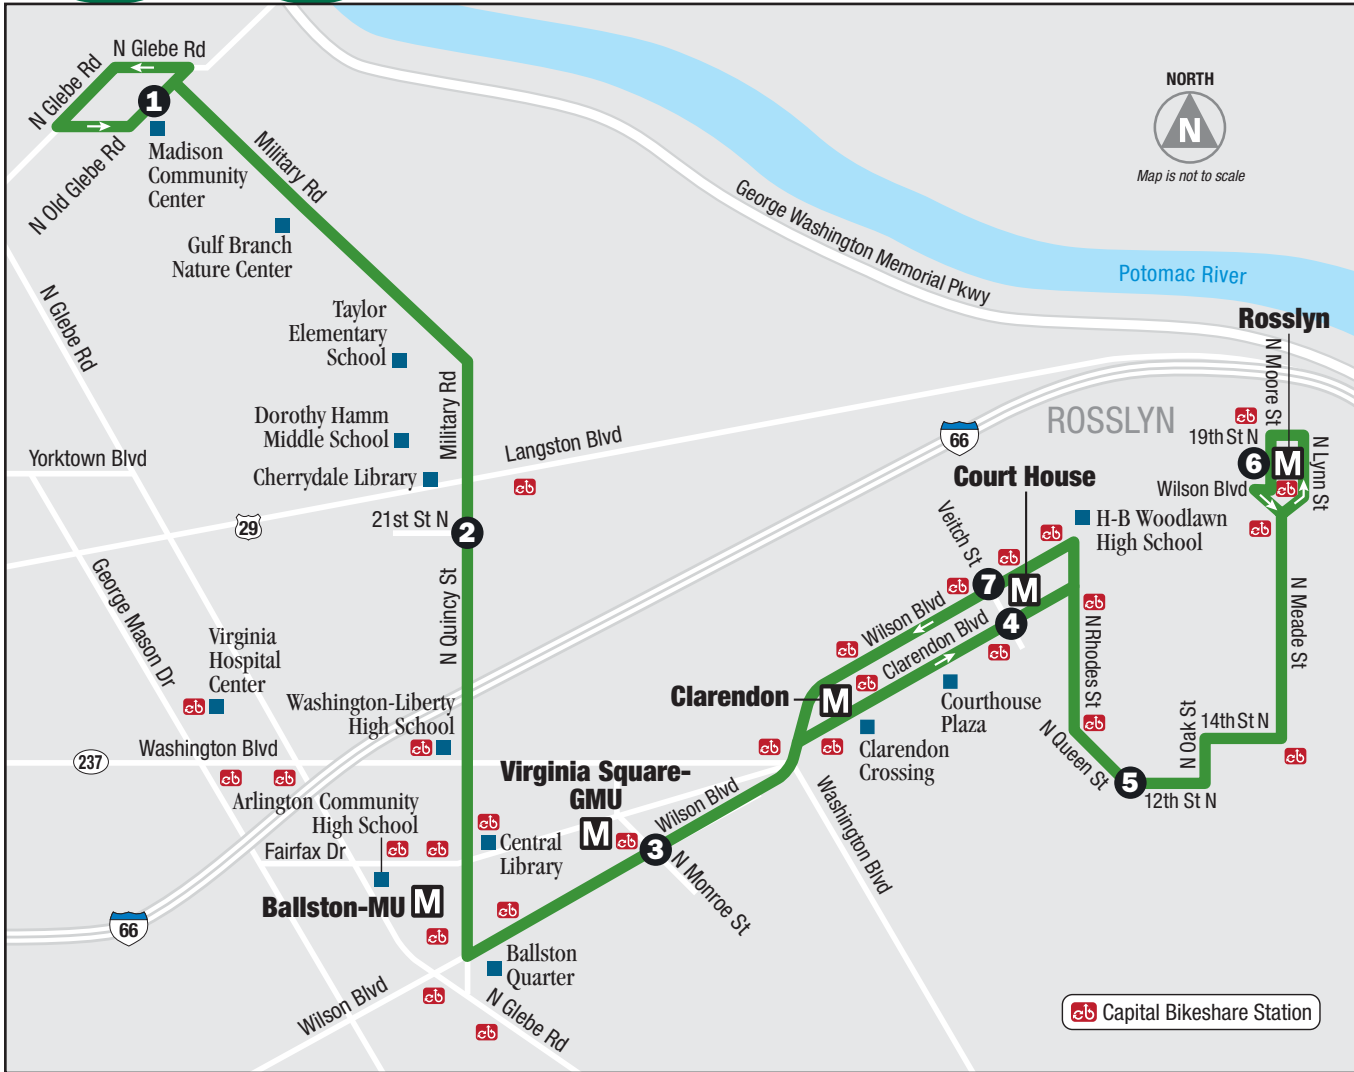 N Glebe Rd
N Glebe Rd
1
N Old Glebe Rd
Madison
Community
Center
Military Rd
Gulf Branch
Nature Center
NORTH
N
Map is not to scale
George Washington Memorial Pkwy
Potomac River
N Glebe Rd
Taylor
Elementary
School
Military Rd
Dorothy Hamm
Middle School
Cherrydale Library
Yorktown Blvd
Langston Blvd
29
21st St N
2
66
ROSSLYN
Rosslyn
N Moore St
19th St N
6
M
N Lynn St
Wilson Blvd
Court House
H-B Woodlawn
High School
Veitch St
7
M
4
Wilson Blvd
Clarendon Blvd
N Rhodes St
N Meade St
George Mason Dr
N Quincy St
Virginia
Hospital
Center
Washington-Liberty
High School
Clarendon
M
Courthouse
Plaza
Clarendon
Crossing
N Queen St
5
N Oak St
14th St N
12th St N
237
Washington Blvd
Arlington Community
High School
Virginia Square-
GMU
M
Wilson Blvd
3
N Monroe St
Washington Blvd
Fairfax Dr
Central
Library
Ballston-MU
M
66
Ballston
Quarter
Wilson Blvd
N Glebe Rd
cb Capital Bikeshare Station